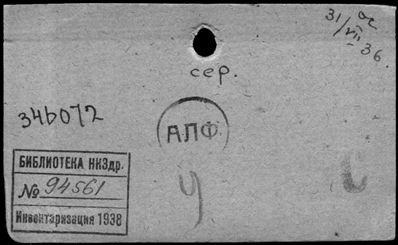 31/VII 36.
сер.
346072
АЛФ.
БИБЛИОТЕКА НКЗдр.
№ 94561
Инвентаризация 1938
У
С